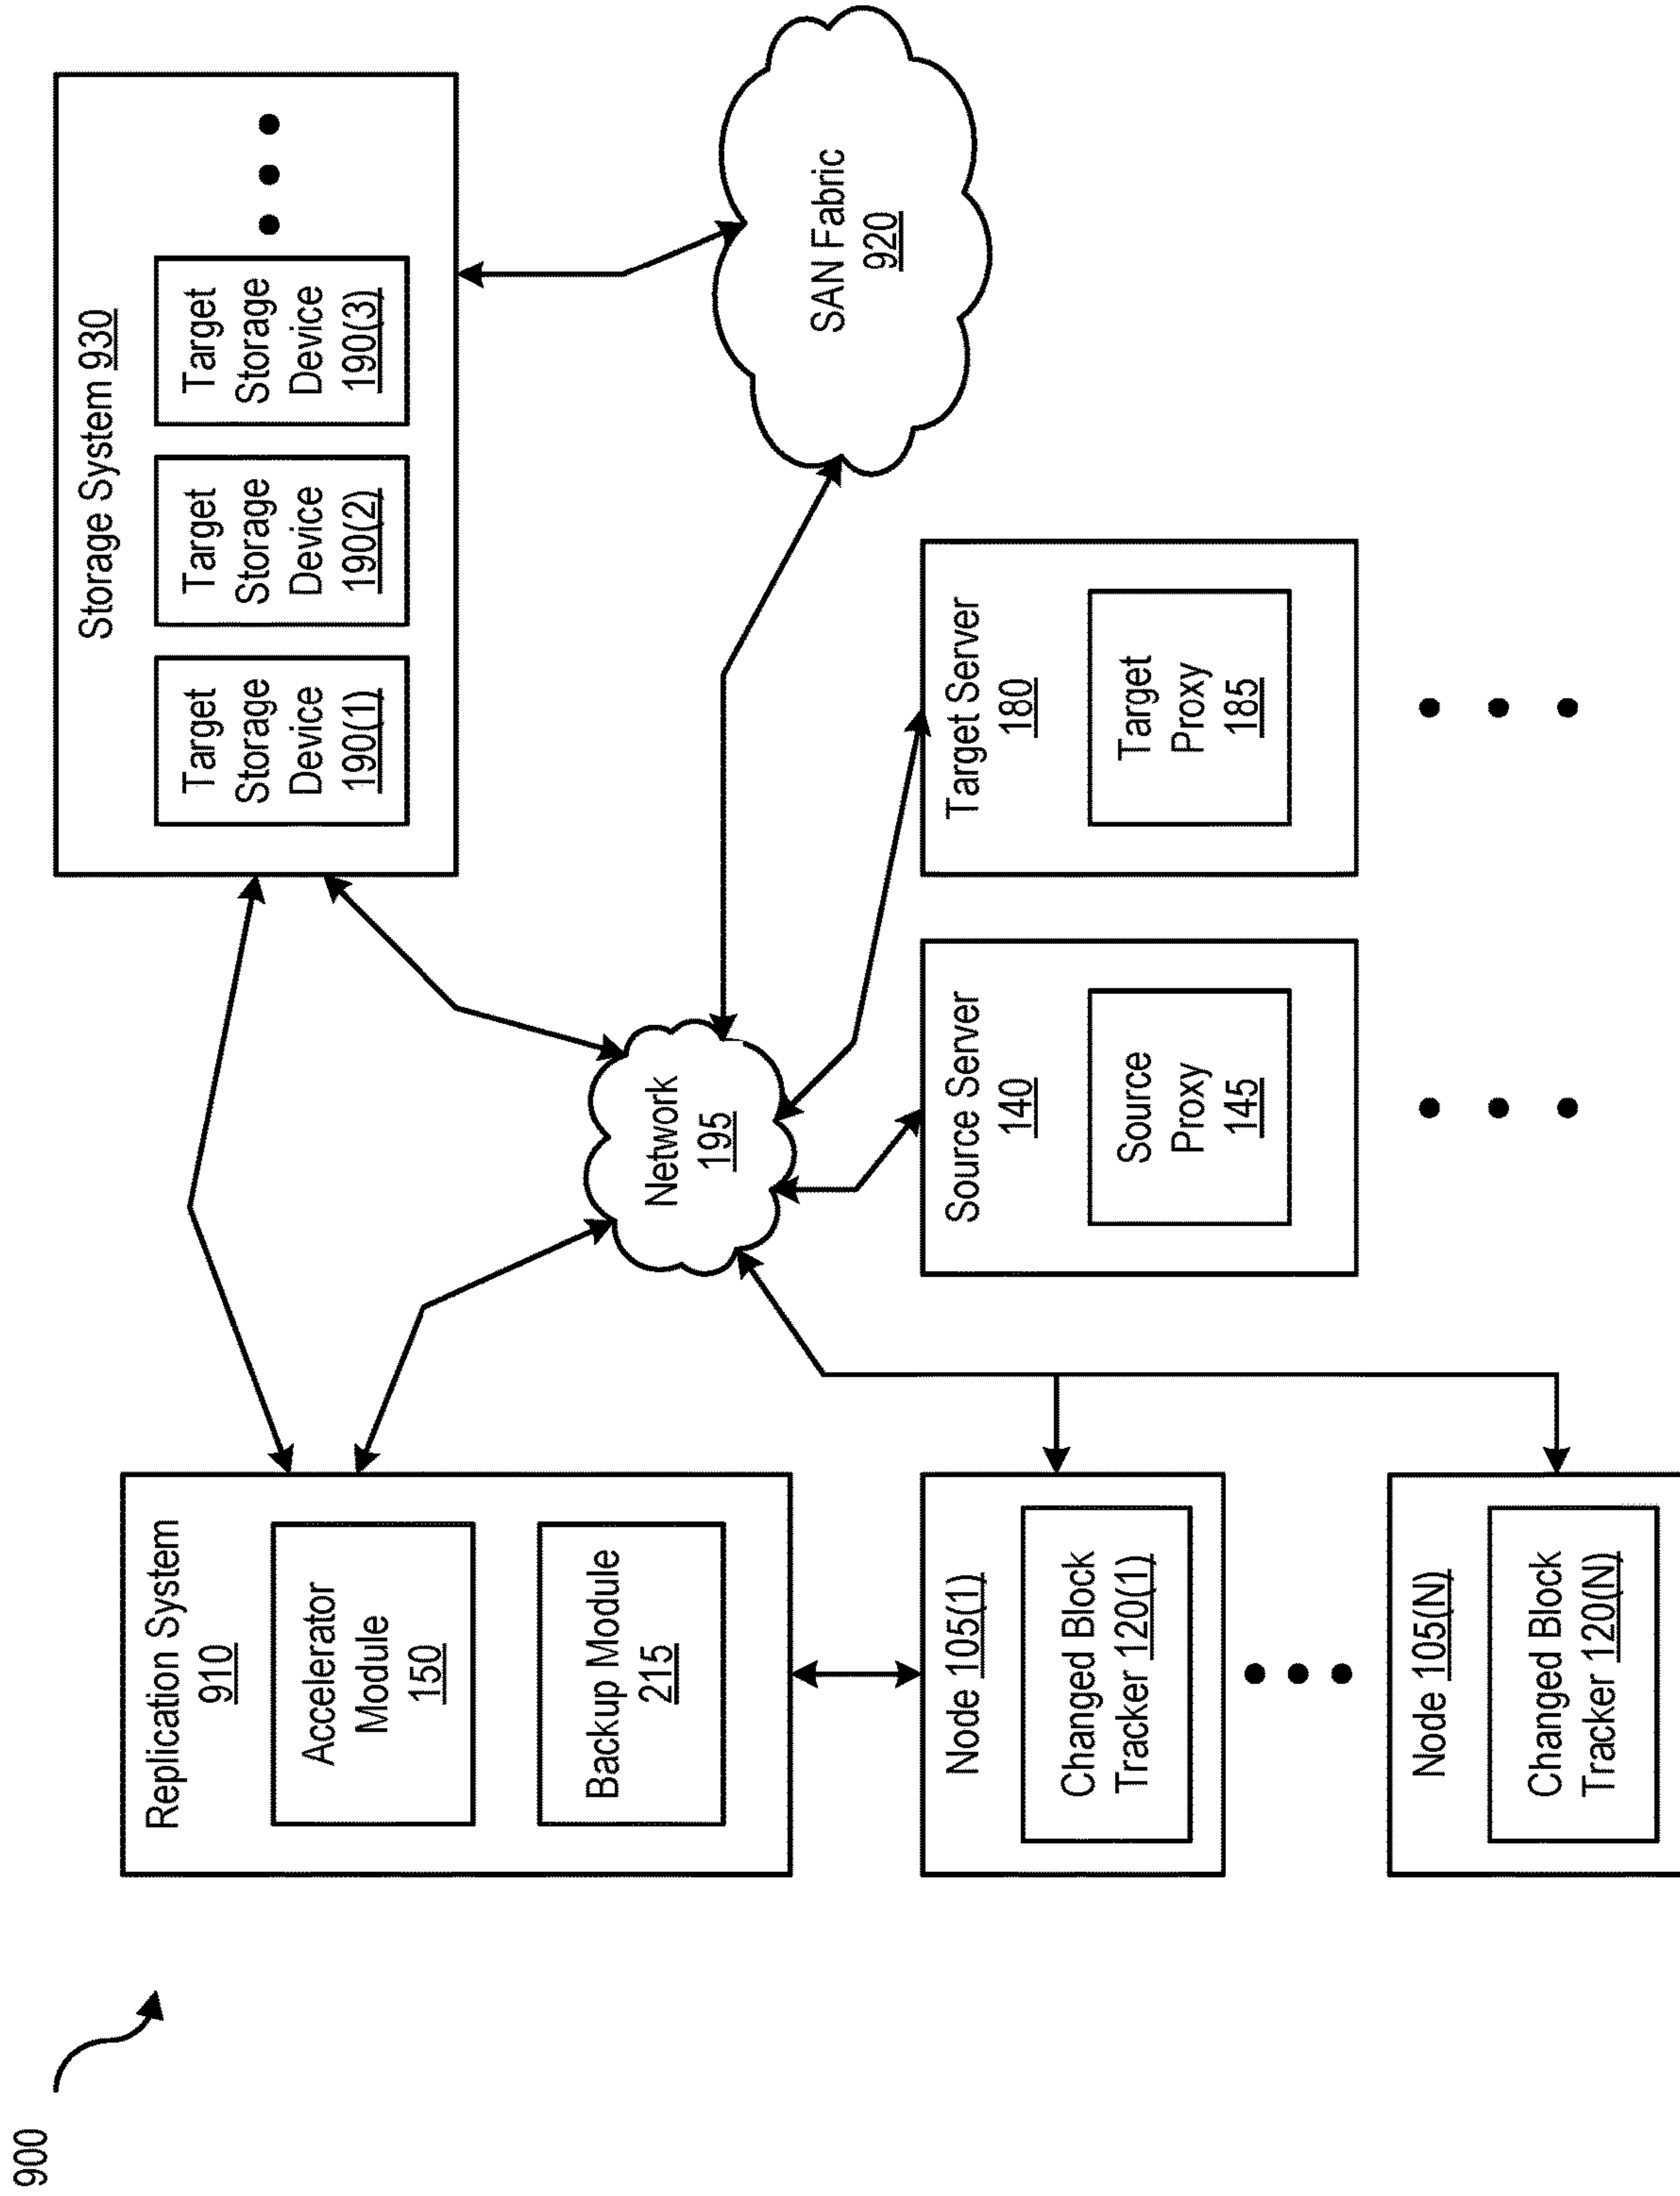 900
Replication System
910
Accelerator
Module
150
Backup Module
215
Storage System 930
Target
Storage
Device
190(1)
Target
Storage
Device
190(2)
Target
Storage
Device
190(3)
Network
195
SAN Fabric
920
Node 105(1)
Changed Block
Tracker 120(1)
Node 105(N)
Changed Block
Tracker 120(N)
Source Server
140
Source
Proxy
145
Target Server
180
Target
Proxy
185